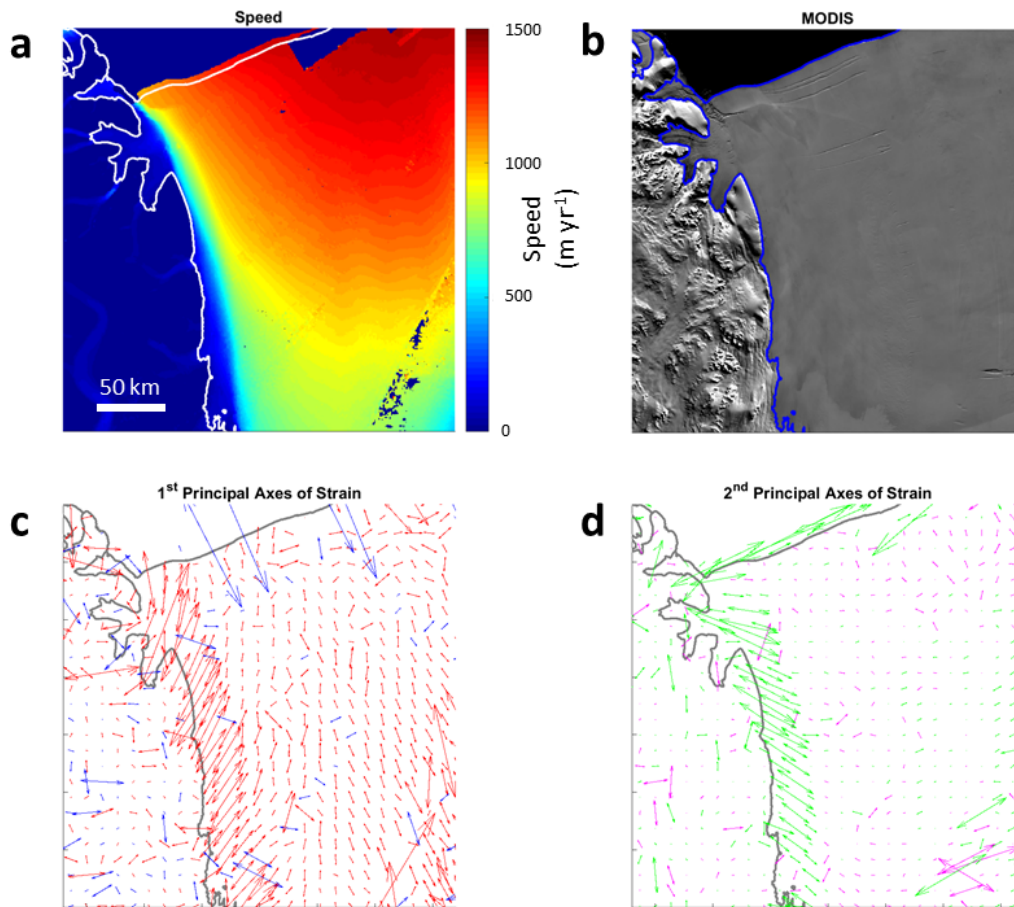 Speed
MODIS
a
b
1500
1000
500
0
Speed
(m yr-1)
50 km
1st Principal Axes of Strain
2nd Principal Axes of Strain
c
d